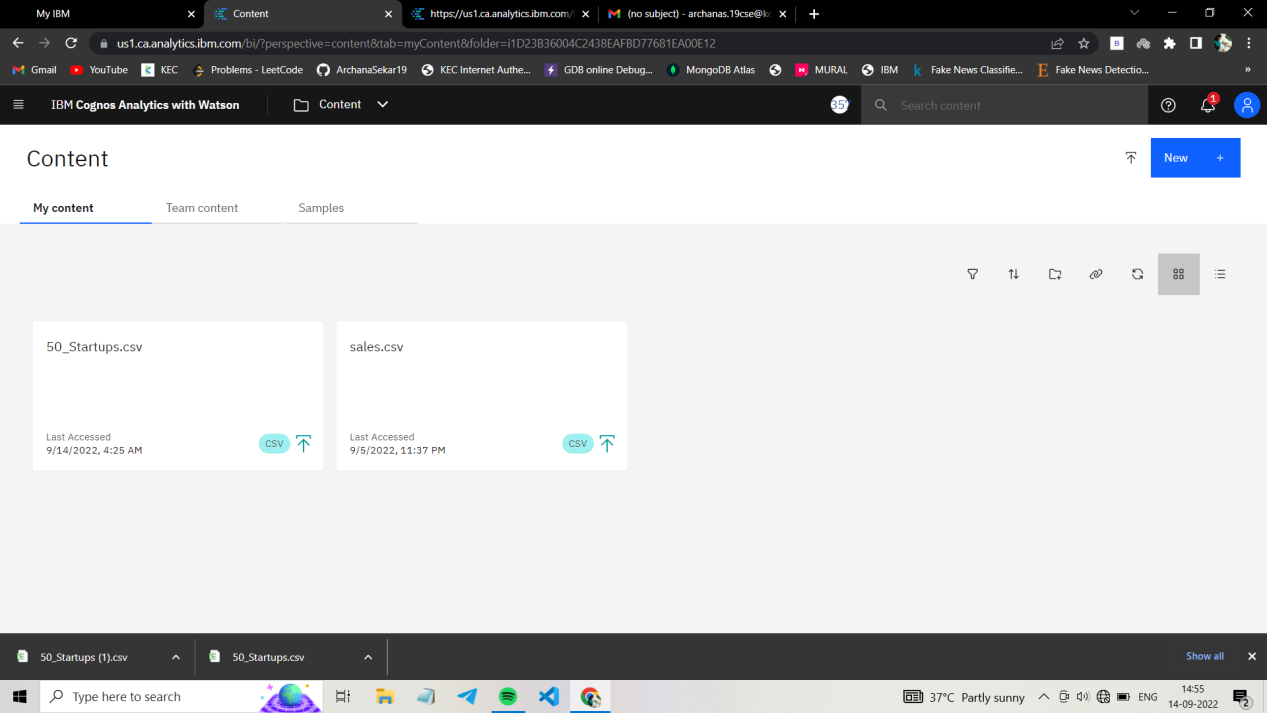 My IBM
Content
https://us1.ca.analytics.ibm.com/
(no subject) - archanas.19cse@k
us1.ca.analytics.ibm.com/bi/?perspective=content&tab=myContent&folder=i1D23B36004C2438EAFBD77681EA00E12
Gmail
YouTube
KEC
Problems - LeetCode
ArchanaSekar19
KEC Internet Authe...
GDB online Debug...
MongoDB Atlas
MURAL
IBM
Fake News Classifie...
Fake News Detectio...
IBM Cognos Analytics with Watson
Content
35°
Search content
1
Content
New +
My content
Team content
Samples
50_Startups.csv
Last Accessed
9/14/2022, 4:25 AM
CSV
sales.csv
Last Accessed
9/5/2022, 11:37 PM
CSV
50_Startups (1).csv
50_Startups.csv
Show all
Type here to search
37°C Partly sunny
ENG
14:55
14-09-2022
2